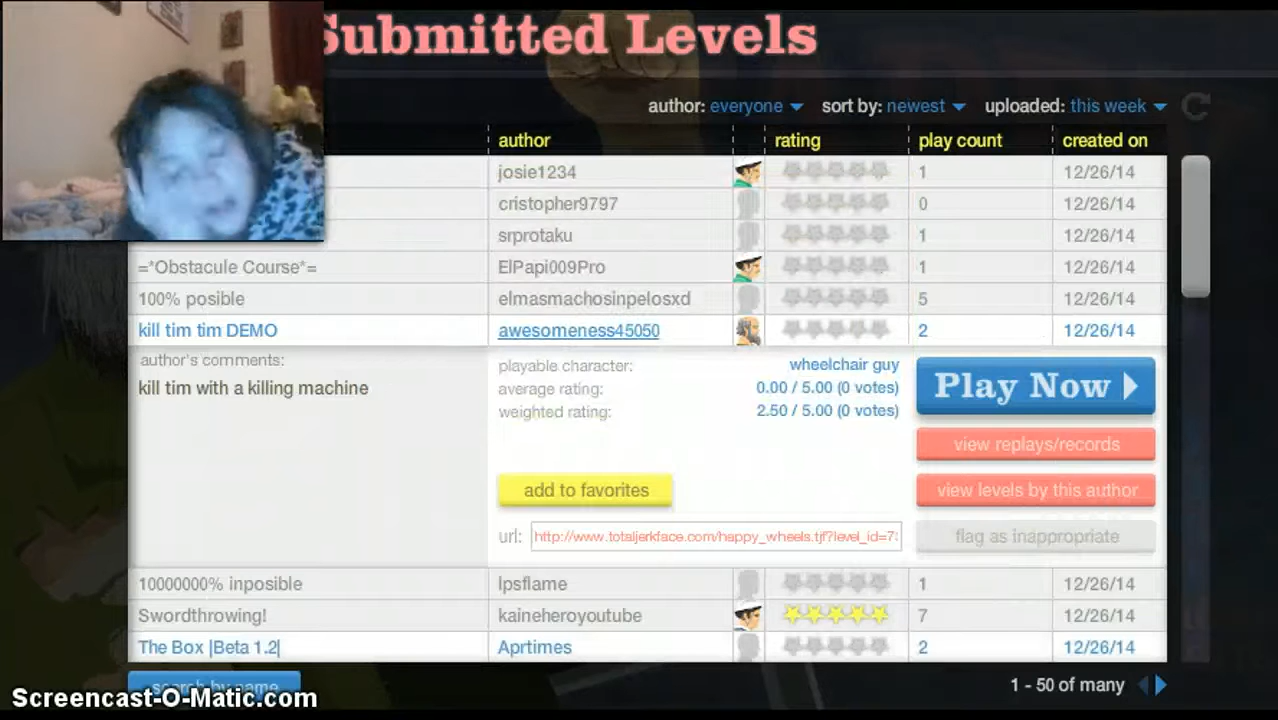 Submitted Levels
author: everyone sort by: newest uploaded: this week
author rating play count created on
josie1234 1 12/26/14
cristopher9797 0 12/26/14
srprotaku 1 12/26/14
=*Obstacule Course*= ElPapi009Pro 1 12/26/14
100% posible elmasmachosinpelosxd 5 12/26/14
kill tim tim DEMO awesomeness45050 2 12/26/14
author's comments:
kill tim with a killing machine
playable character: wheelchair guy
average rating: 0.00 / 5.00 (0 votes)
weighted rating: 2.50 / 5.00 (0 votes)
Play Now
view replays/records
add to favorites
view levels by this author
url: http://www.totaljerkface.com/happy_wheels.tjf?level_id=7
flag as inappropriate
10000000% inposible lpsflame 1 12/26/14
Swordthrowing! kaineheroyoutube 7 12/26/14
The Box |Beta 1.2| Aprtimes 2 12/26/14
search by name
1 - 50 of many
Screencast-O-Matic.com